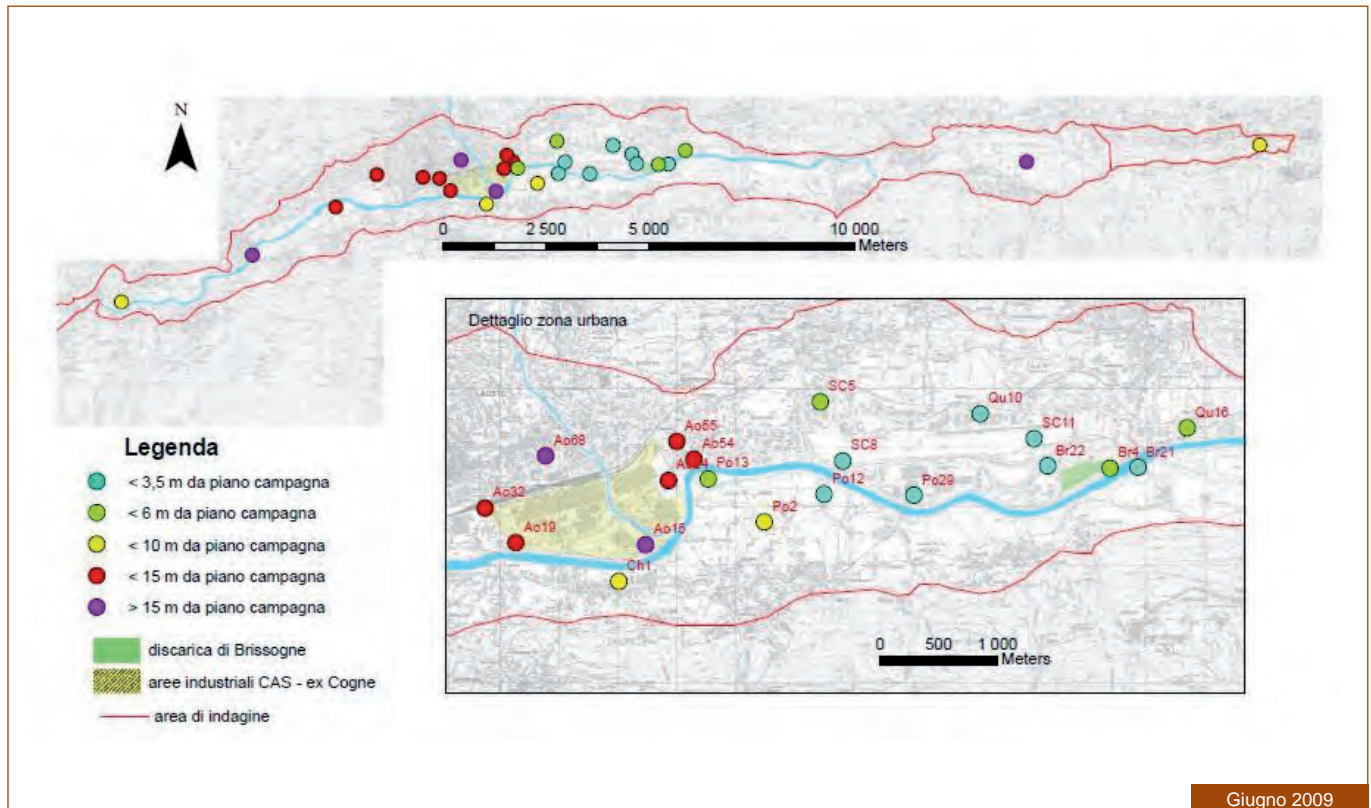 N
0 2 500 5 000 10 000
Meters
Legenda
< 3,5 m da piano campagna
< 6 m da piano campagna
< 10 m da piano campagna
< 15 m da piano campagna
> 15 m da piano campagna
discarica di Brissogne
aree industriali CAS - ex Cogne
area di indagine
Dettaglio zona urbana
SC5
Qu10
Qu16
Ao55
SC11
Ao68
Ao54
SC8
Br22
Br4
Br21
Po13
Po12
Po29
Ao32
Po2
Ao19
Ao15
Ch1
0 500 1 000
Meters
Giugno 2009